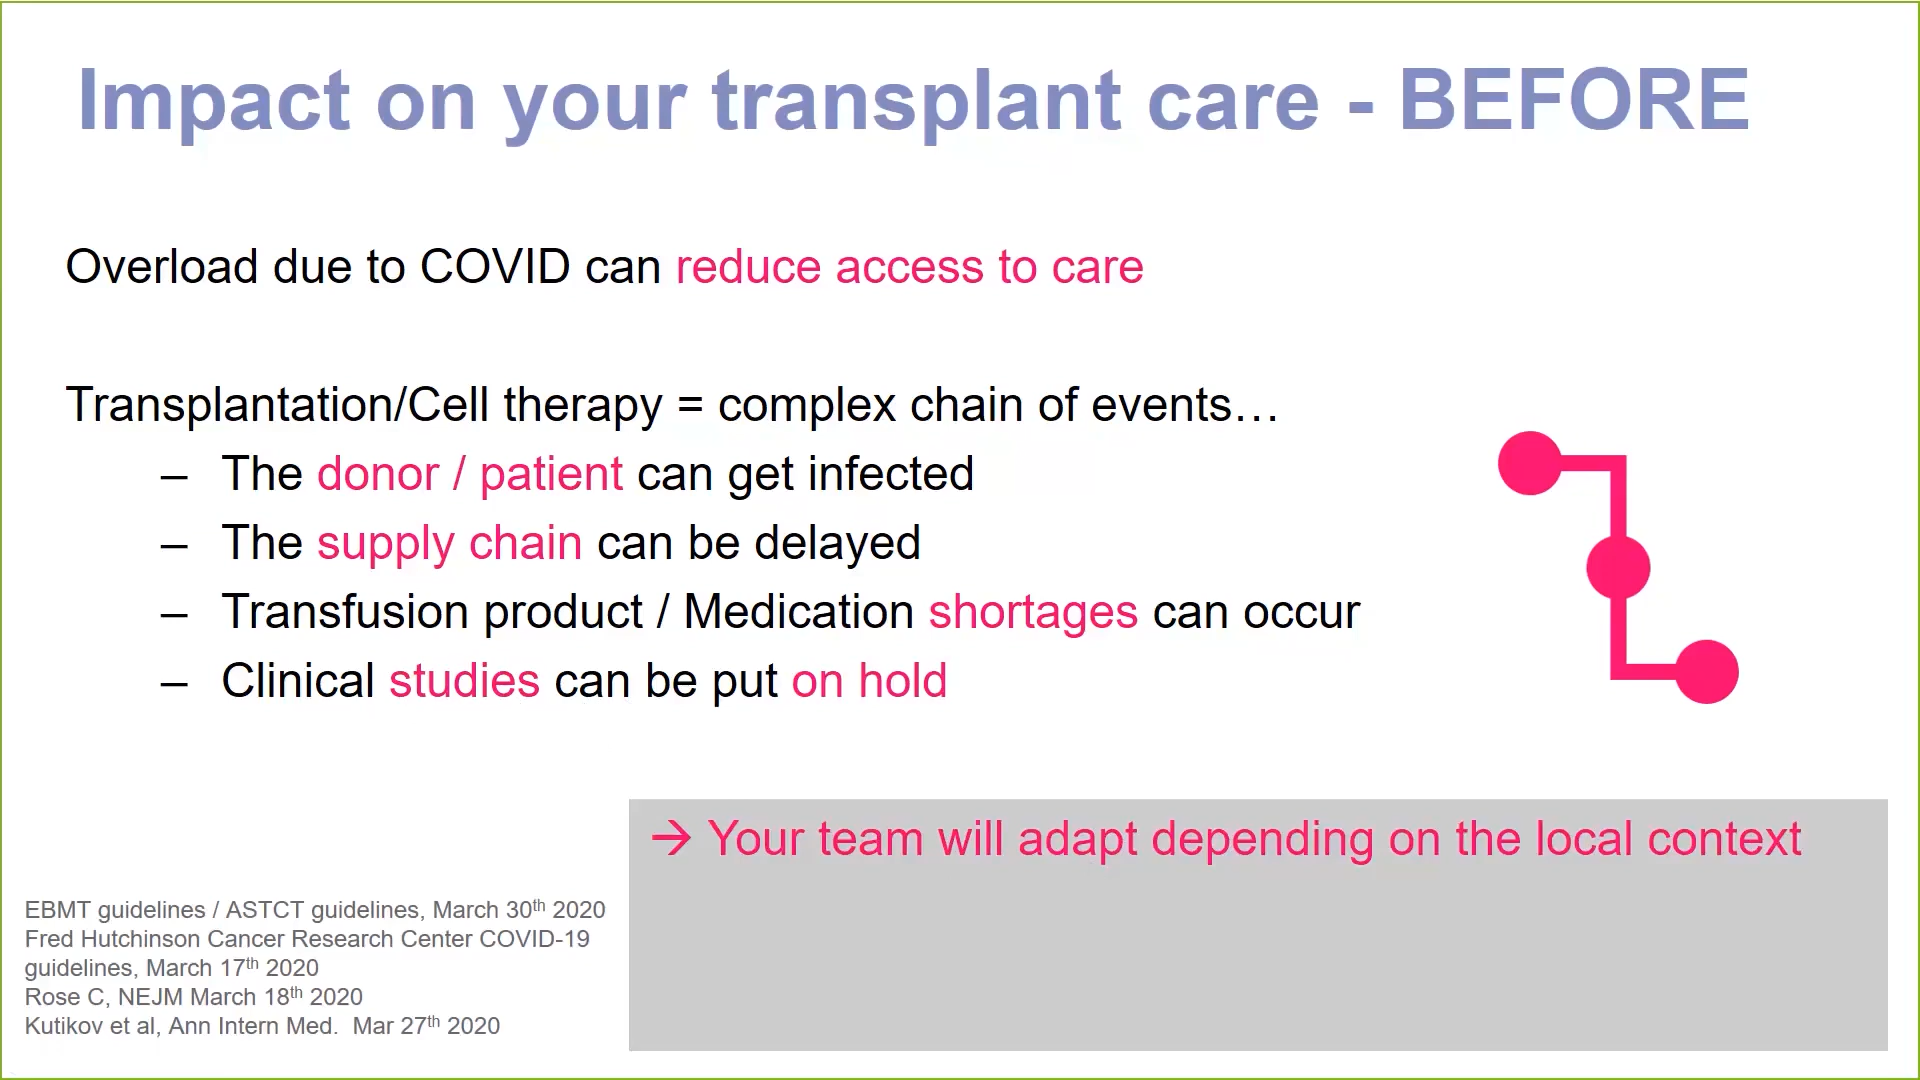 Impact on your transplant care - BEFORE
Overload due to COVID can reduce access to care
Transplantation/Cell therapy = complex chain of events…
– The donor / patient can get infected
– The supply chain can be delayed
– Transfusion product / Medication shortages can occur
– Clinical studies can be put on hold
→ Your team will adapt depending on the local context
EBMT guidelines / ASTCT guidelines, March 30th 2020
Fred Hutchinson Cancer Research Center COVID-19
guidelines, March 17th 2020
Rose C, NEJM March 18th 2020
Kutikov et al, Ann Intern Med.  Mar 27th 2020